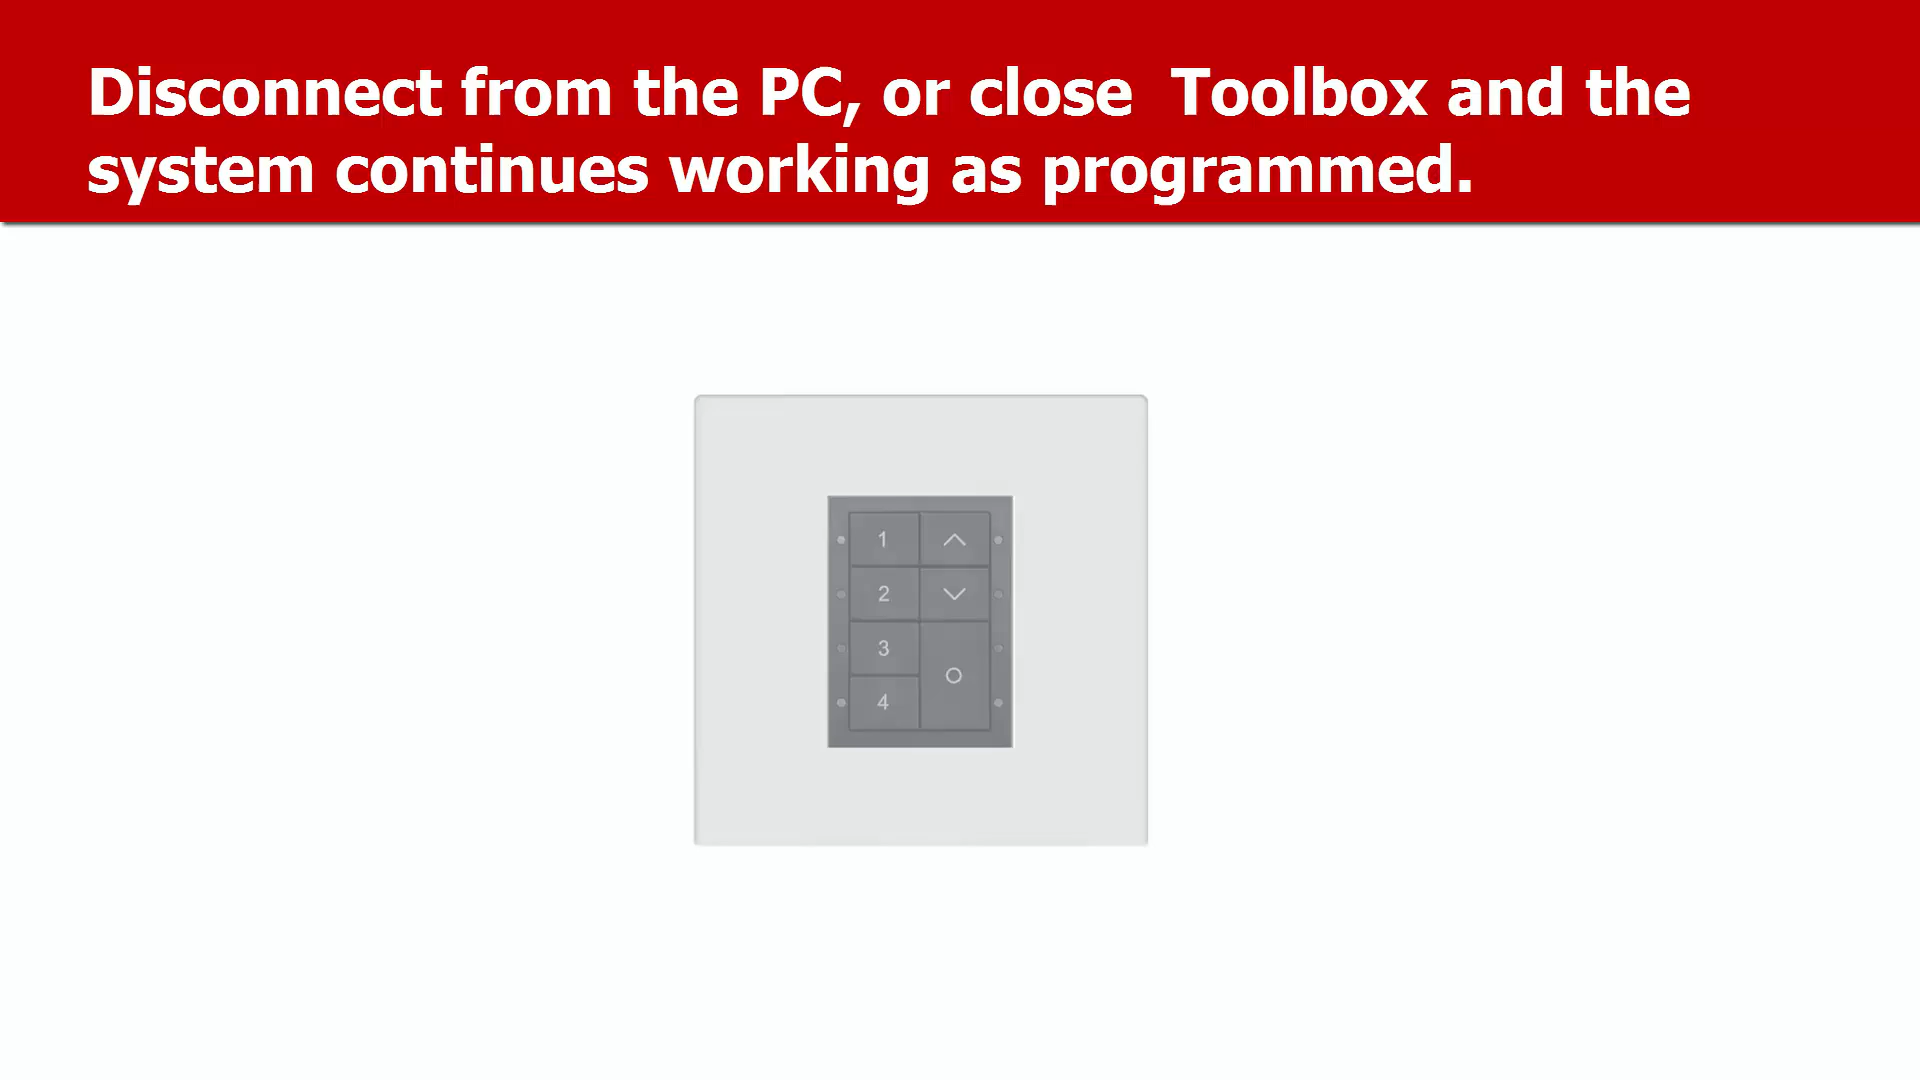 Disconnect from the PC, or close  Toolbox and the
system continues working as programmed.
1
2
3
4